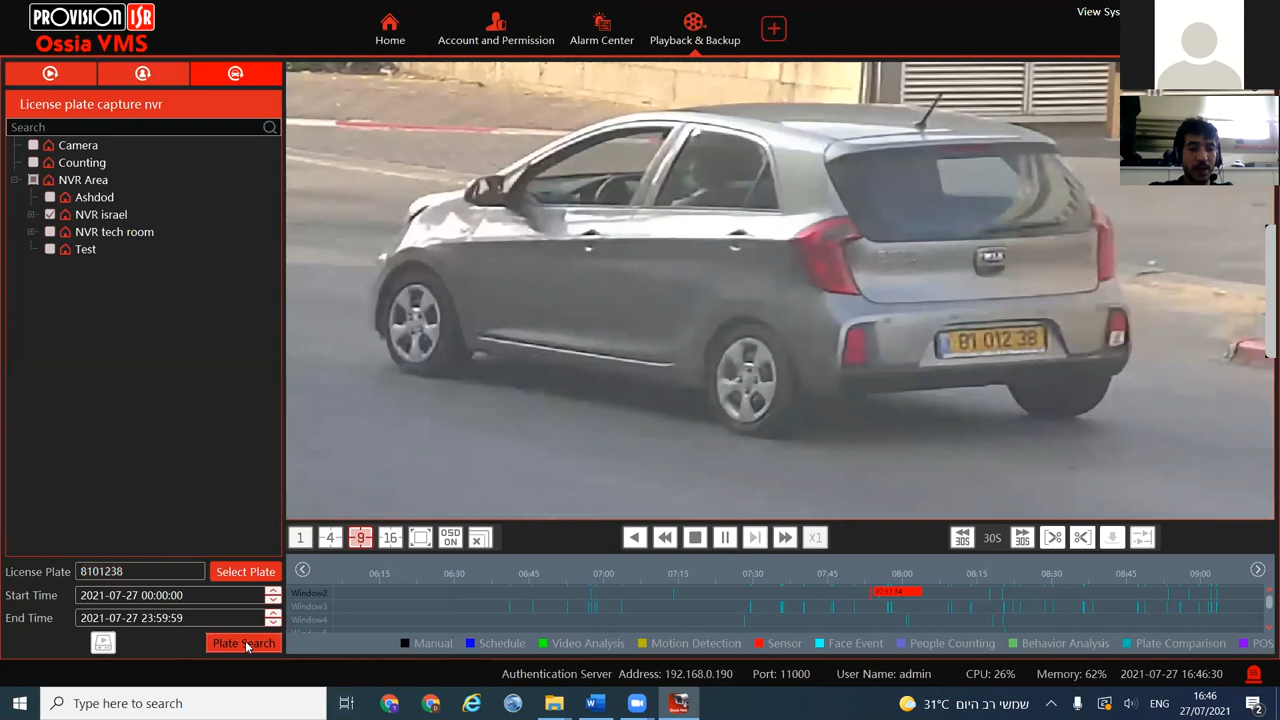 PROVISION ISR
Ossia VMS
Home
Account and Permission
Alarm Center
Playback & Backup
View Sys
License plate capture nvr
Search
Camera
Counting
NVR Area
Ashdod
NVR israel
NVR tech room
Test
81 012 38
License Plate
8101238
Select Plate
Start Time
2021-07-27 00:00:00
End Time
2021-07-27 23:59:59
Plate Search
1
4
9
16
OSD ON
X1
30S
30S
30S
06:15
06:30
06:45
07:00
07:15
07:30
07:45
08:00
08:15
08:30
08:45
09:00
Window2
Window3
Window4
Manual
Schedule
Video Analysis
Motion Detection
Sensor
Face Event
People Counting
Behavior Analysis
Plate Comparison
POS
Authentication Server
Address: 192.168.0.190
Port: 11000
User Name: admin
CPU: 26%
Memory: 62%
2021-07-27 16:46:30
Type here to search
31°C
שמשי רב היום
ENG
16:46
27/07/2021
2